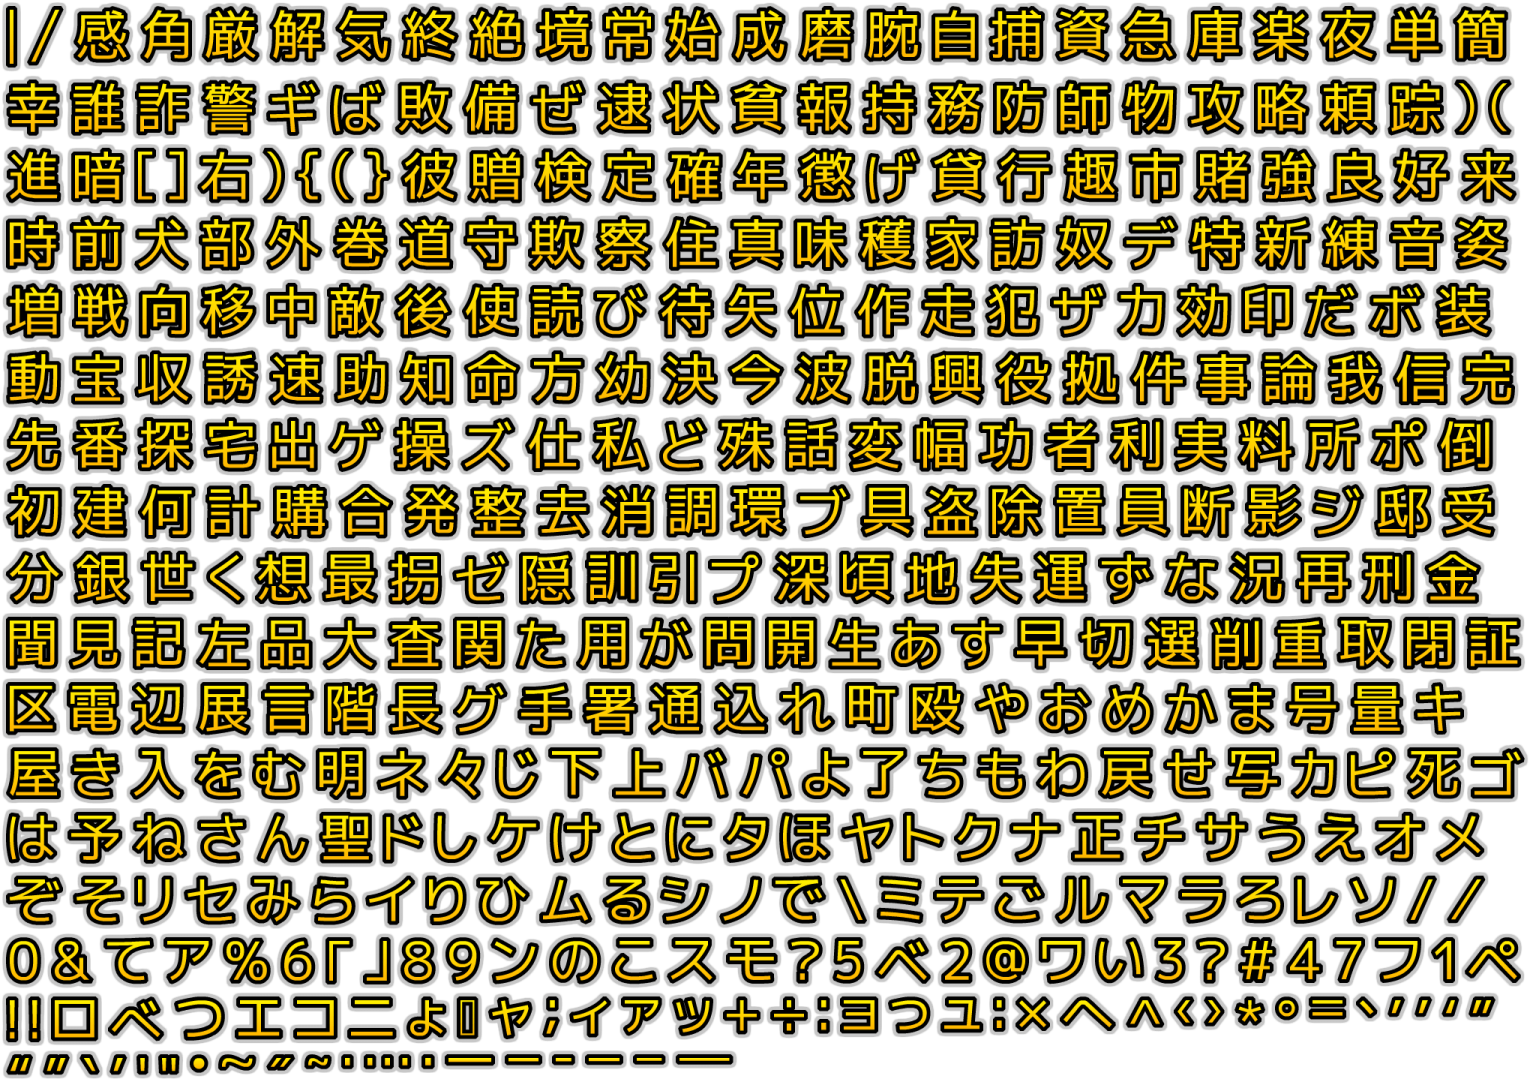 |/感角厳解気終絶境常始成磨腕自捕資急庫楽夜単簡
幸誰詐警ギば敗備ぜ逮状貧報持務防師物攻略頼踪)(
進暗[]右){(}彼贈検定確年懲げ貸行趣市賭強良好来
時前犬部外巻道守欺察住真味穫家訪奴デ特新練音姿
増戦向移中敵後使読び待矢位作走犯ザカ効印だボ装
動宝収誘速助知命方幼決今波脱興役拠件事論我信完
先番探宅出ゲ操ズ仕私ど殊話変幅功者利実料所ポ倒
初建何計購合発整去消調環ブ具盗除置員断影ジ邸受
分銀世く想最拐ゼ隠訓引プ深頃地失運ずな況再刑金
聞見記左品大査関た用が問開生あす早切選削重取閉証
区電辺展言階長グ手署通込れ町殴やおめかま号量キ
屋き入をむ明ネ々じ下上バパよ了ちもわ戻せ写カピ死ゴ
は予ねさん聖ドしケけとにタほヤトクナ正チサうえオメ
ぞそリセみらイりひムるシノで\ミテごルマラろレソ//
0&てア%6「」89ンのこスモ?5べ2@ワい3?#47フ1ペ
!!ロベつエコニょヤ;ィァッ+÷:ヨっユ:×へ^‹›*°=ヽ′′‘″
〃〃、′'"•~〃~